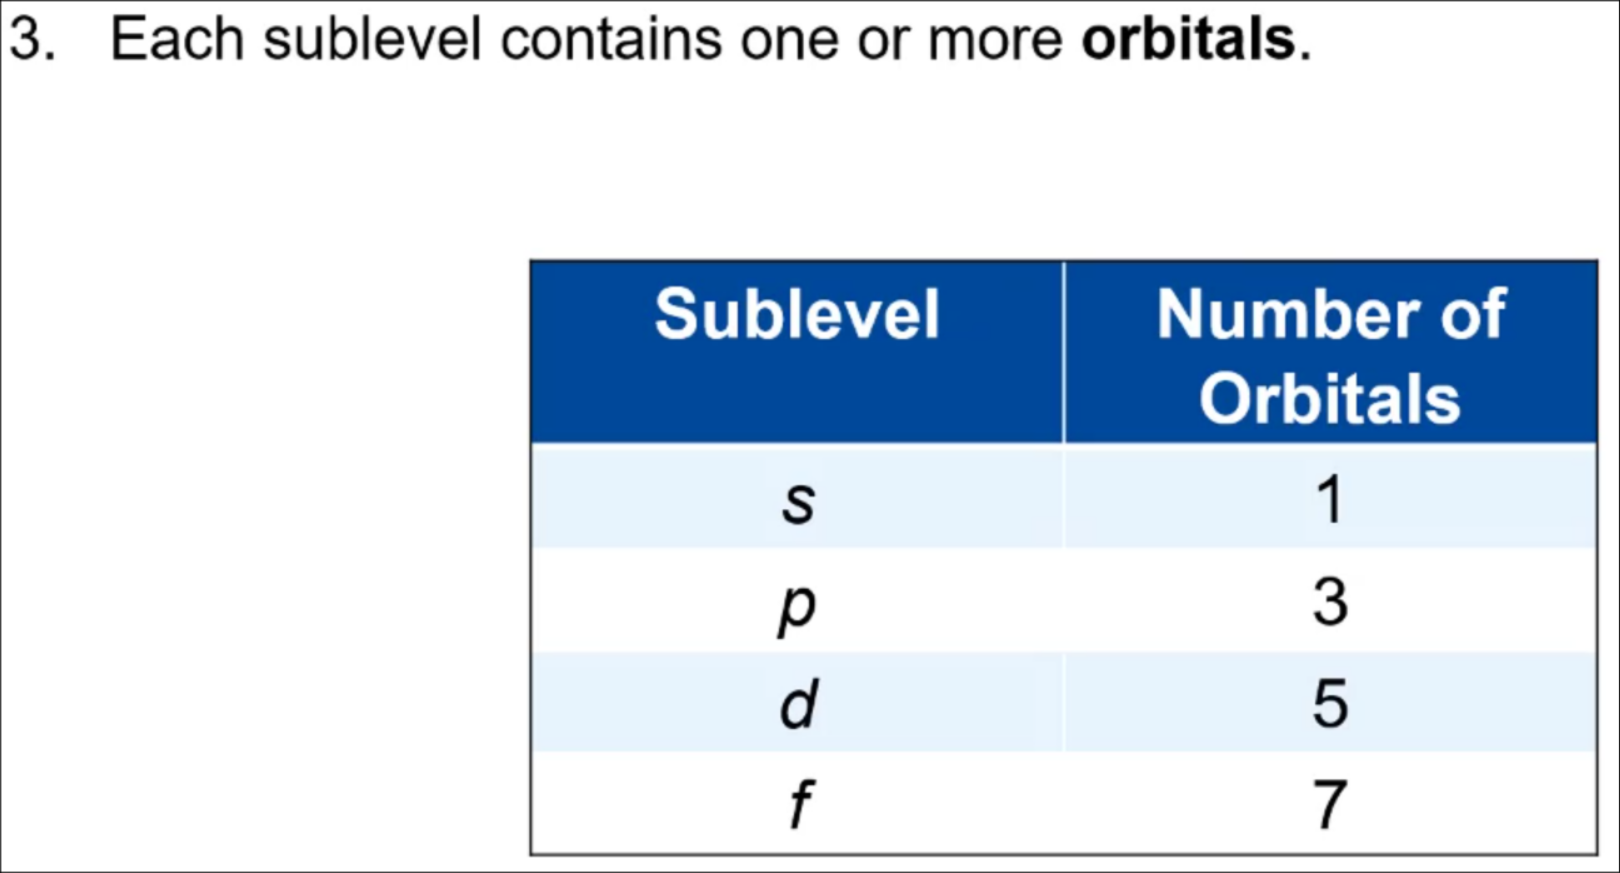 3. Each sublevel contains one or more orbitals.
Sublevel Number of
Orbitals
s 1
p 3
d 5
f 7